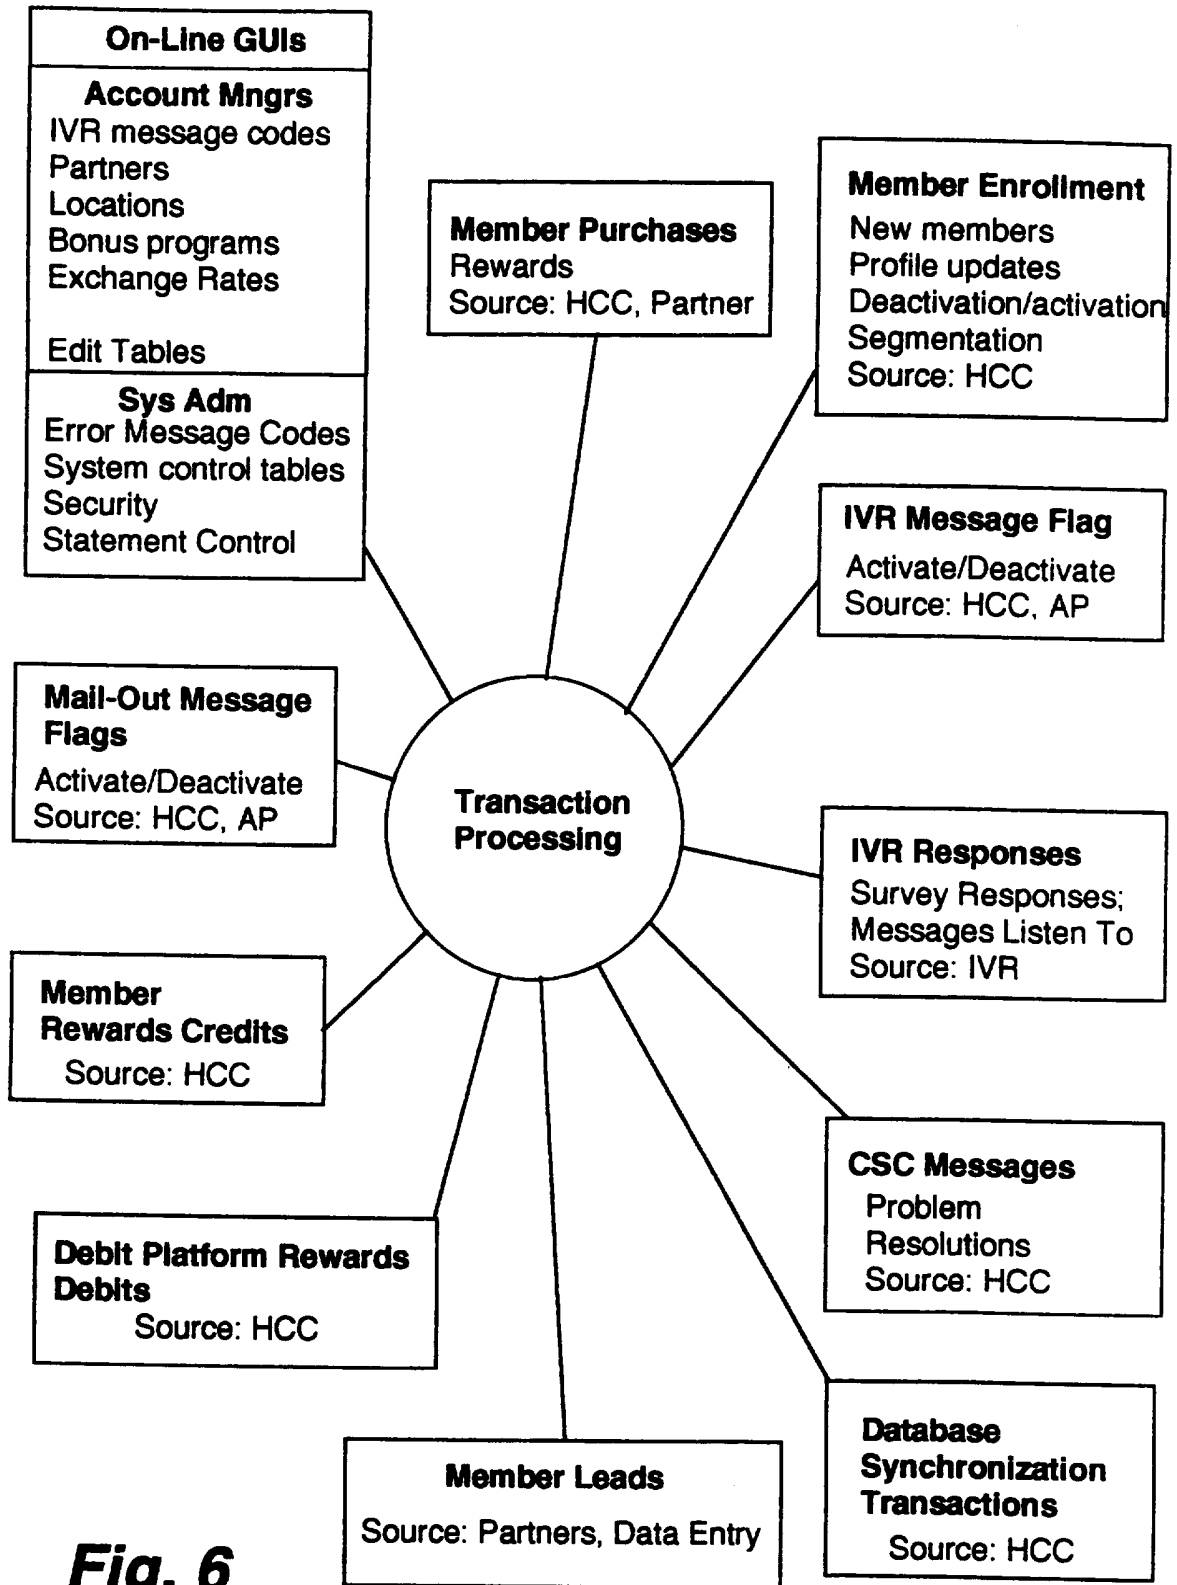 On-Line GUIs
Account Mngrs
IVR message codes
Partners
Locations
Bonus programs
Exchange Rates
Edit Tables
Sys Adm
Error Message Codes
System control tables
Security
Statement Control
Member Purchases
Rewards
Source: HCC, Partner
Member Enrollment
New members
Profile updates
Deactivation/activation
Segmentation
Source: HCC
IVR Message Flag
Activate/Deactivate
Source: HCC, AP
Mail-Out Message
Flags
Activate/Deactivate
Source: HCC, AP
Transaction
Processing
IVR Responses
Survey Responses;
Messages Listen To
Source: IVR
Member
Rewards Credits
Source: HCC
CSC Messages
Problem
Resolutions
Source: HCC
Debit Platform Rewards
Debits
Source: HCC
Database
Synchronization
Transactions
Source: HCC
Member Leads
Source: Partners, Data Entry
Fig. 6